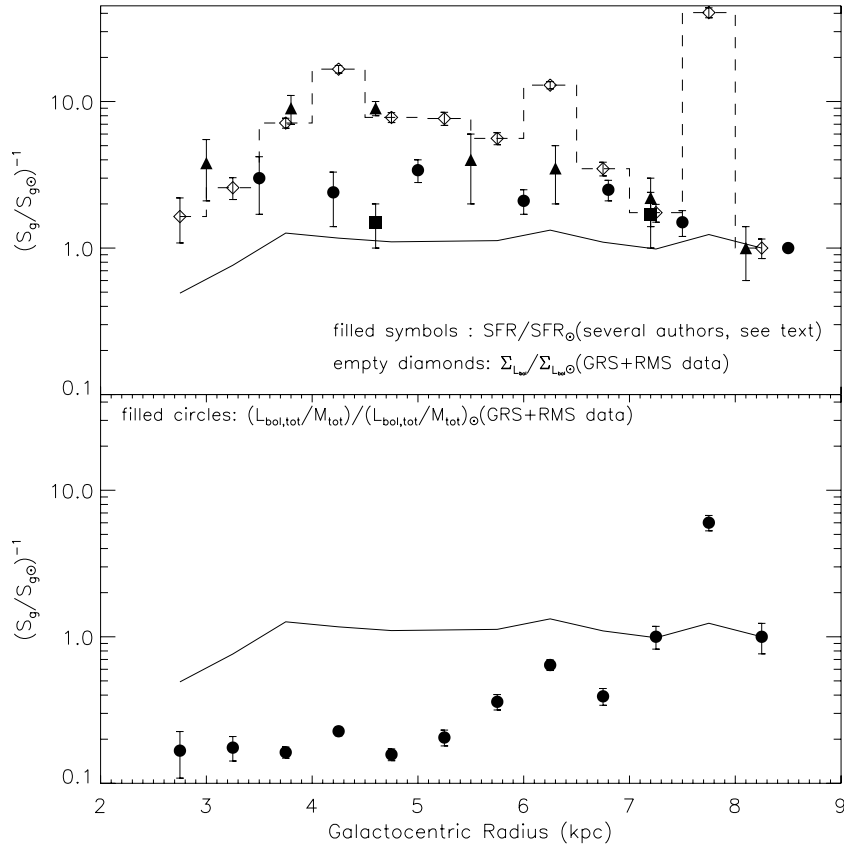 (S_g/S_g⊙)^-1
10.0
1.0
0.1
filled symbols : SFR/SFR⊙(several authors, see text)
empty diamonds: Σ_L_bol/Σ_L_bol⊙(GRS+RMS data)
filled circles: (L_bol,tot/M_tot)/(L_bol,tot/M_tot)⊙(GRS+RMS data)
(S_g/S_g⊙)^-1
10.0
1.0
0.1
2 3 4 5 6 7 8 9
Galactocentric Radius (kpc)